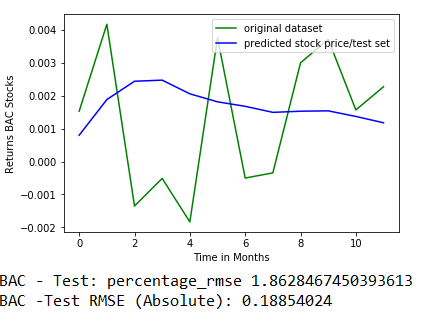 0.004
0.003
0.002
0.001
0.000
−0.001
−0.002
Returns BAC Stocks
original dataset
predicted stock price/test set
0 2 4 6 8 10
Time in Months
BAC - Test: percentage_rmse 1.8628467450393613
BAC -Test RMSE (Absolute): 0.18854024